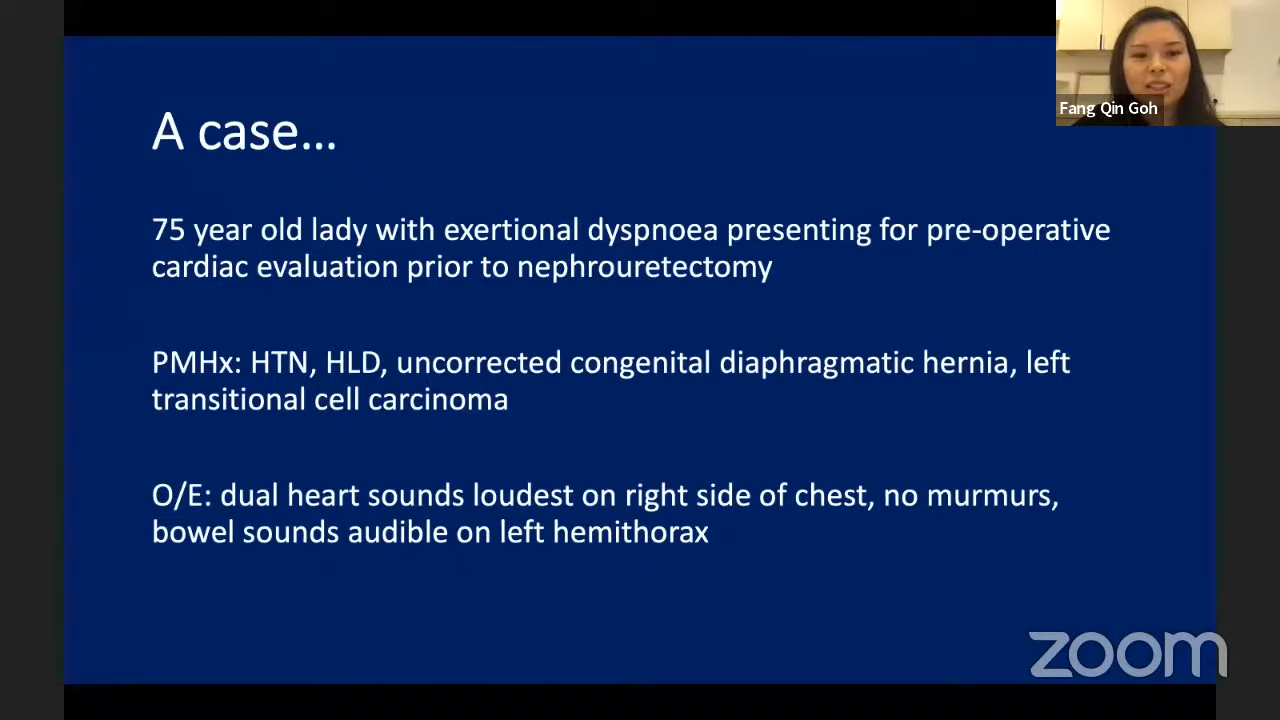 A case...
75 year old lady with exertional dyspnoea presenting for pre-operative
cardiac evaluation prior to nephrouretectomy
PMHx: HTN, HLD, uncorrected congenital diaphragmatic hernia, left
transitional cell carcinoma
O/E: dual heart sounds loudest on right side of chest, no murmurs,
bowel sounds audible on left hemithorax
Fang Qin Goh
zoom